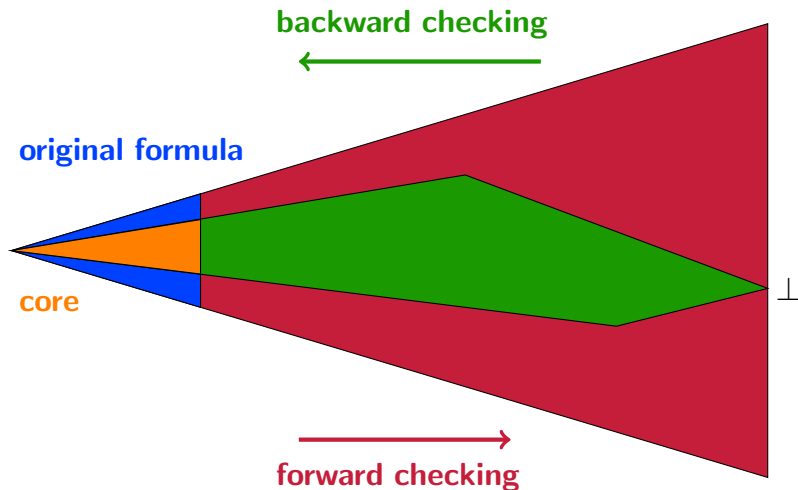 backward checking
original formula
core
⊥
forward checking